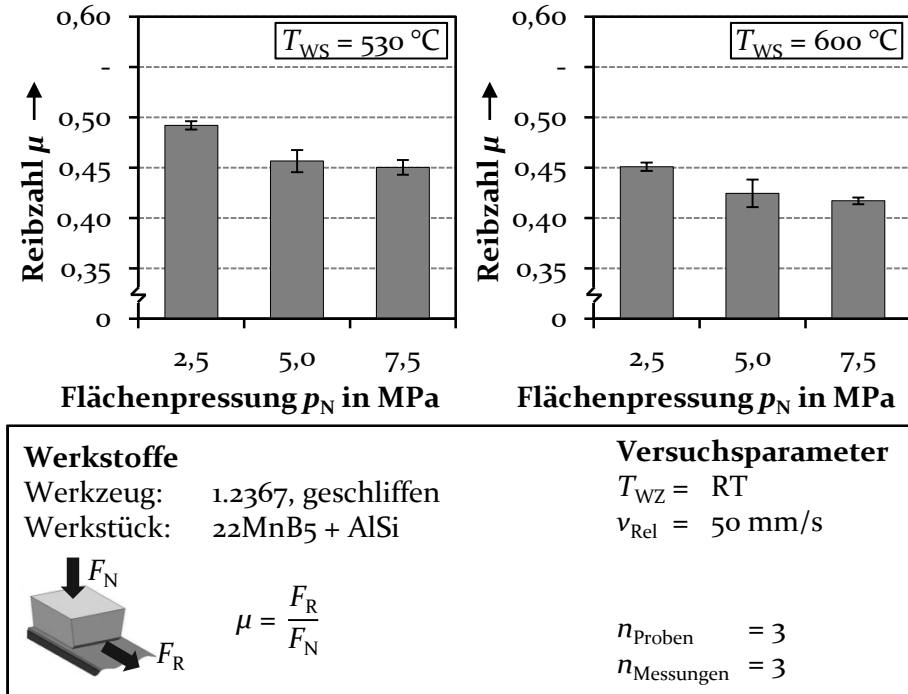 0,60
-
0,50
0,45
0,40
0,35
0
Reibzahl μ →
T_WS = 530 °C
2,5 5,0 7,5
Flächenpressung p_N in MPa
0,60
-
0,50
0,45
0,40
0,35
0
Reibzahl μ →
T_WS = 600 °C
2,5 5,0 7,5
Flächenpressung p_N in MPa
Werkstoffe
Werkzeug: 1.2367, geschliffen
Werkstück: 22MnB5 + AlSi
F_N
F_R
μ = F_R / F_N
Versuchsparameter
T_WZ = RT
v_Rel = 50 mm/s
n_Proben = 3
n_Messungen = 3